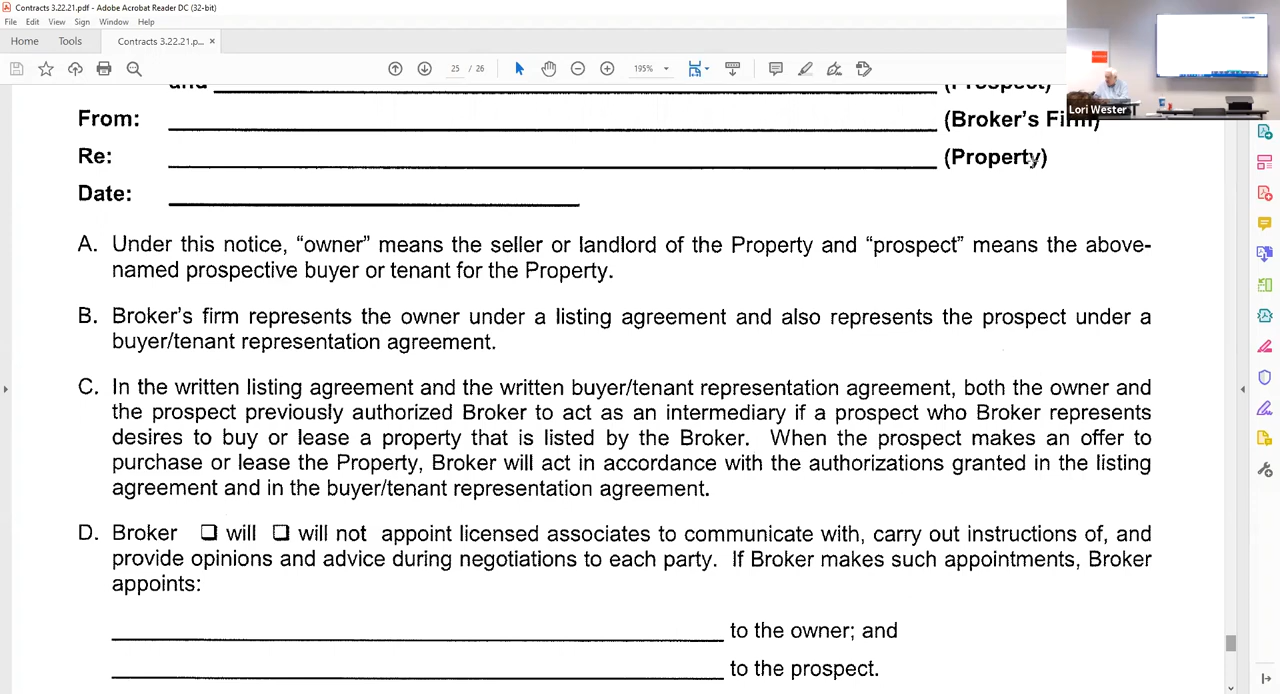 Contracts 3.22.21.pdf - Adobe Acrobat Reader DC (32-bit)
File Edit View Sign Window Help
Home Tools Contracts 3.22.21.p... ×
25 / 26 195%
and (Prospect)
Lori Wester
From: (Broker's Firm)
Re: (Property)
Date:
A. Under this notice, “owner” means the seller or landlord of the Property and “prospect” means the above-
named prospective buyer or tenant for the Property.
B. Broker’s firm represents the owner under a listing agreement and also represents the prospect under a
buyer/tenant representation agreement.
C. In the written listing agreement and the written buyer/tenant representation agreement, both the owner and
the prospect previously authorized Broker to act as an intermediary if a prospect who Broker represents
desires to buy or lease a property that is listed by the Broker. When the prospect makes an offer to
purchase or lease the Property, Broker will act in accordance with the authorizations granted in the listing
agreement and in the buyer/tenant representation agreement.
D. Broker ❑ will ❑ will not appoint licensed associates to communicate with, carry out instructions of, and
provide opinions and advice during negotiations to each party. If Broker makes such appointments, Broker
appoints:
to the owner; and
to the prospect.